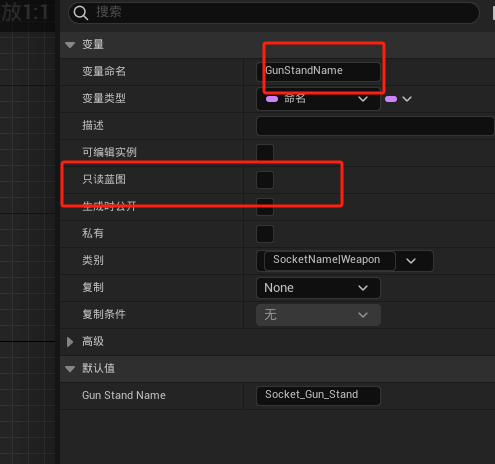 放1:1
搜索
变量
变量命名 GunStandName
变量类型 命名
描述
可编辑实例
只读蓝图
生成时公开
私有
类别 SocketName|Weapon
复制 None
复制条件 无
高级
默认值
Gun Stand Name Socket_Gun_Stand